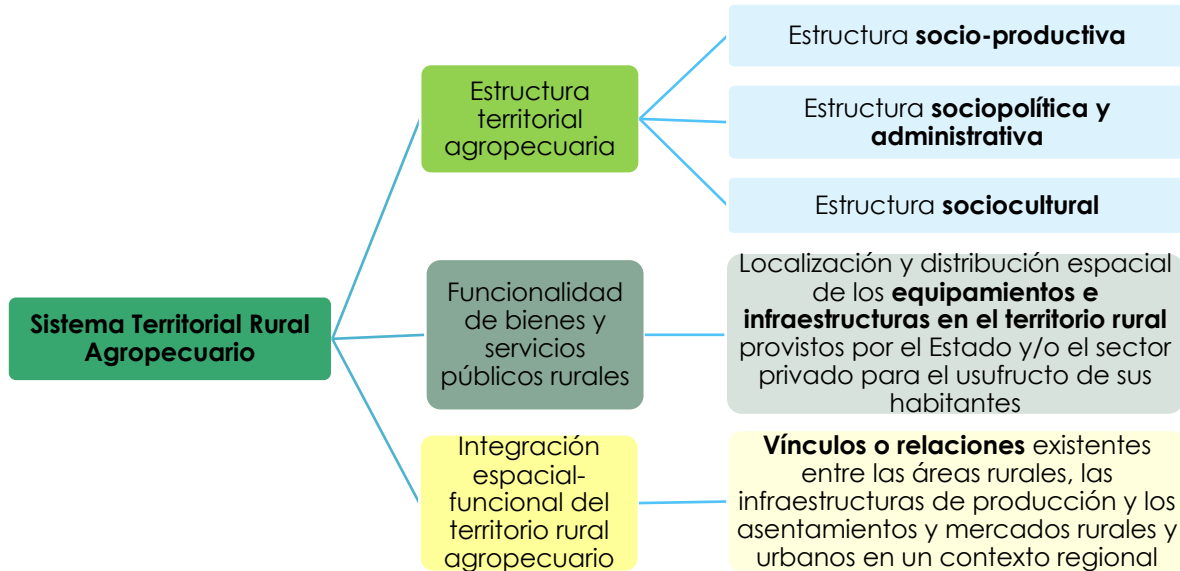 Sistema Territorial Rural
Agropecuario
Estructura
territorial
agropecuaria
Estructura socio-productiva
Estructura sociopolítica y
administrativa
Estructura sociocultural
Funcionalidad
de bienes y
servicios
públicos rurales
Localización y distribución espacial
de los equipamientos e
infraestructuras en el territorio rural
provistos por el Estado y/o el sector
privado para el usufructo de sus
habitantes
Integración
espacial-
funcional del
territorio rural
agropecuario
Vínculos o relaciones existentes
entre las áreas rurales, las
infraestructuras de producción y los
asentamientos y mercados rurales y
urbanos en un contexto regional